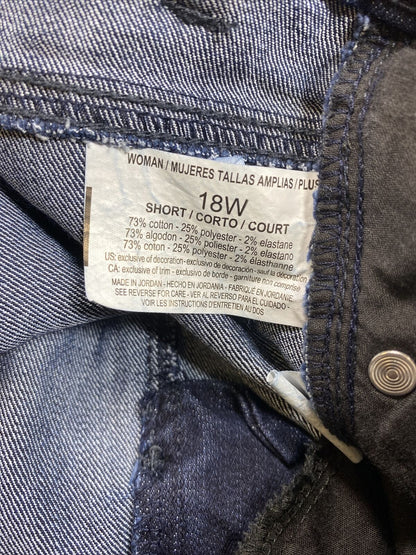 WOMAN / MUJERES TALLAS AMPLIAS / PLUS
18W
SHORT / CORTO / COURT
73% cotton - 25% polyester - 2% elastane
73% algodon - 25% poliester - 2% elastano
73% coton - 25% polyester - 2% élasthanne
US: exclusive of decoration - exclusivo de decoración - sauf la décoration
CA: exclusive of trim - exclusivo de borde - garniture non comprise
MADE IN JORDAN - HECHO EN JORDANIA - FABRIQUÉ EN JORDANIE
SEE REVERSE FOR CARE - VER AL REVERSO PARA EL CUIDADO -
VOIR LES INSTRUCTIONS D'ENTRETIEN AU DOS